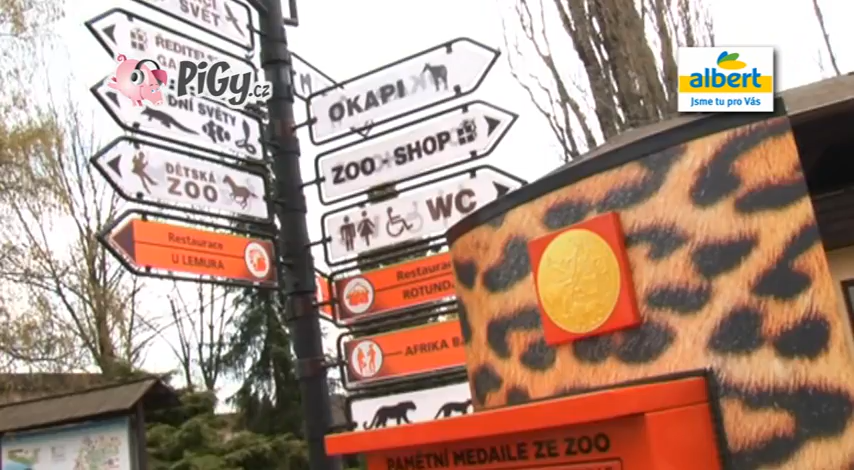 SVĚT
PiGy.cz
DNÍ SVĚTY
DĚTSKÁ
ZOO
Restaurace
U LEMURA
OKAPI
ZOO SHOP
WC
Restaurace
ROTUNDA
AFRIKA
albert
Jsme tu pro Vás
PAMĚTNÍ MEDAILE ZE ZOO